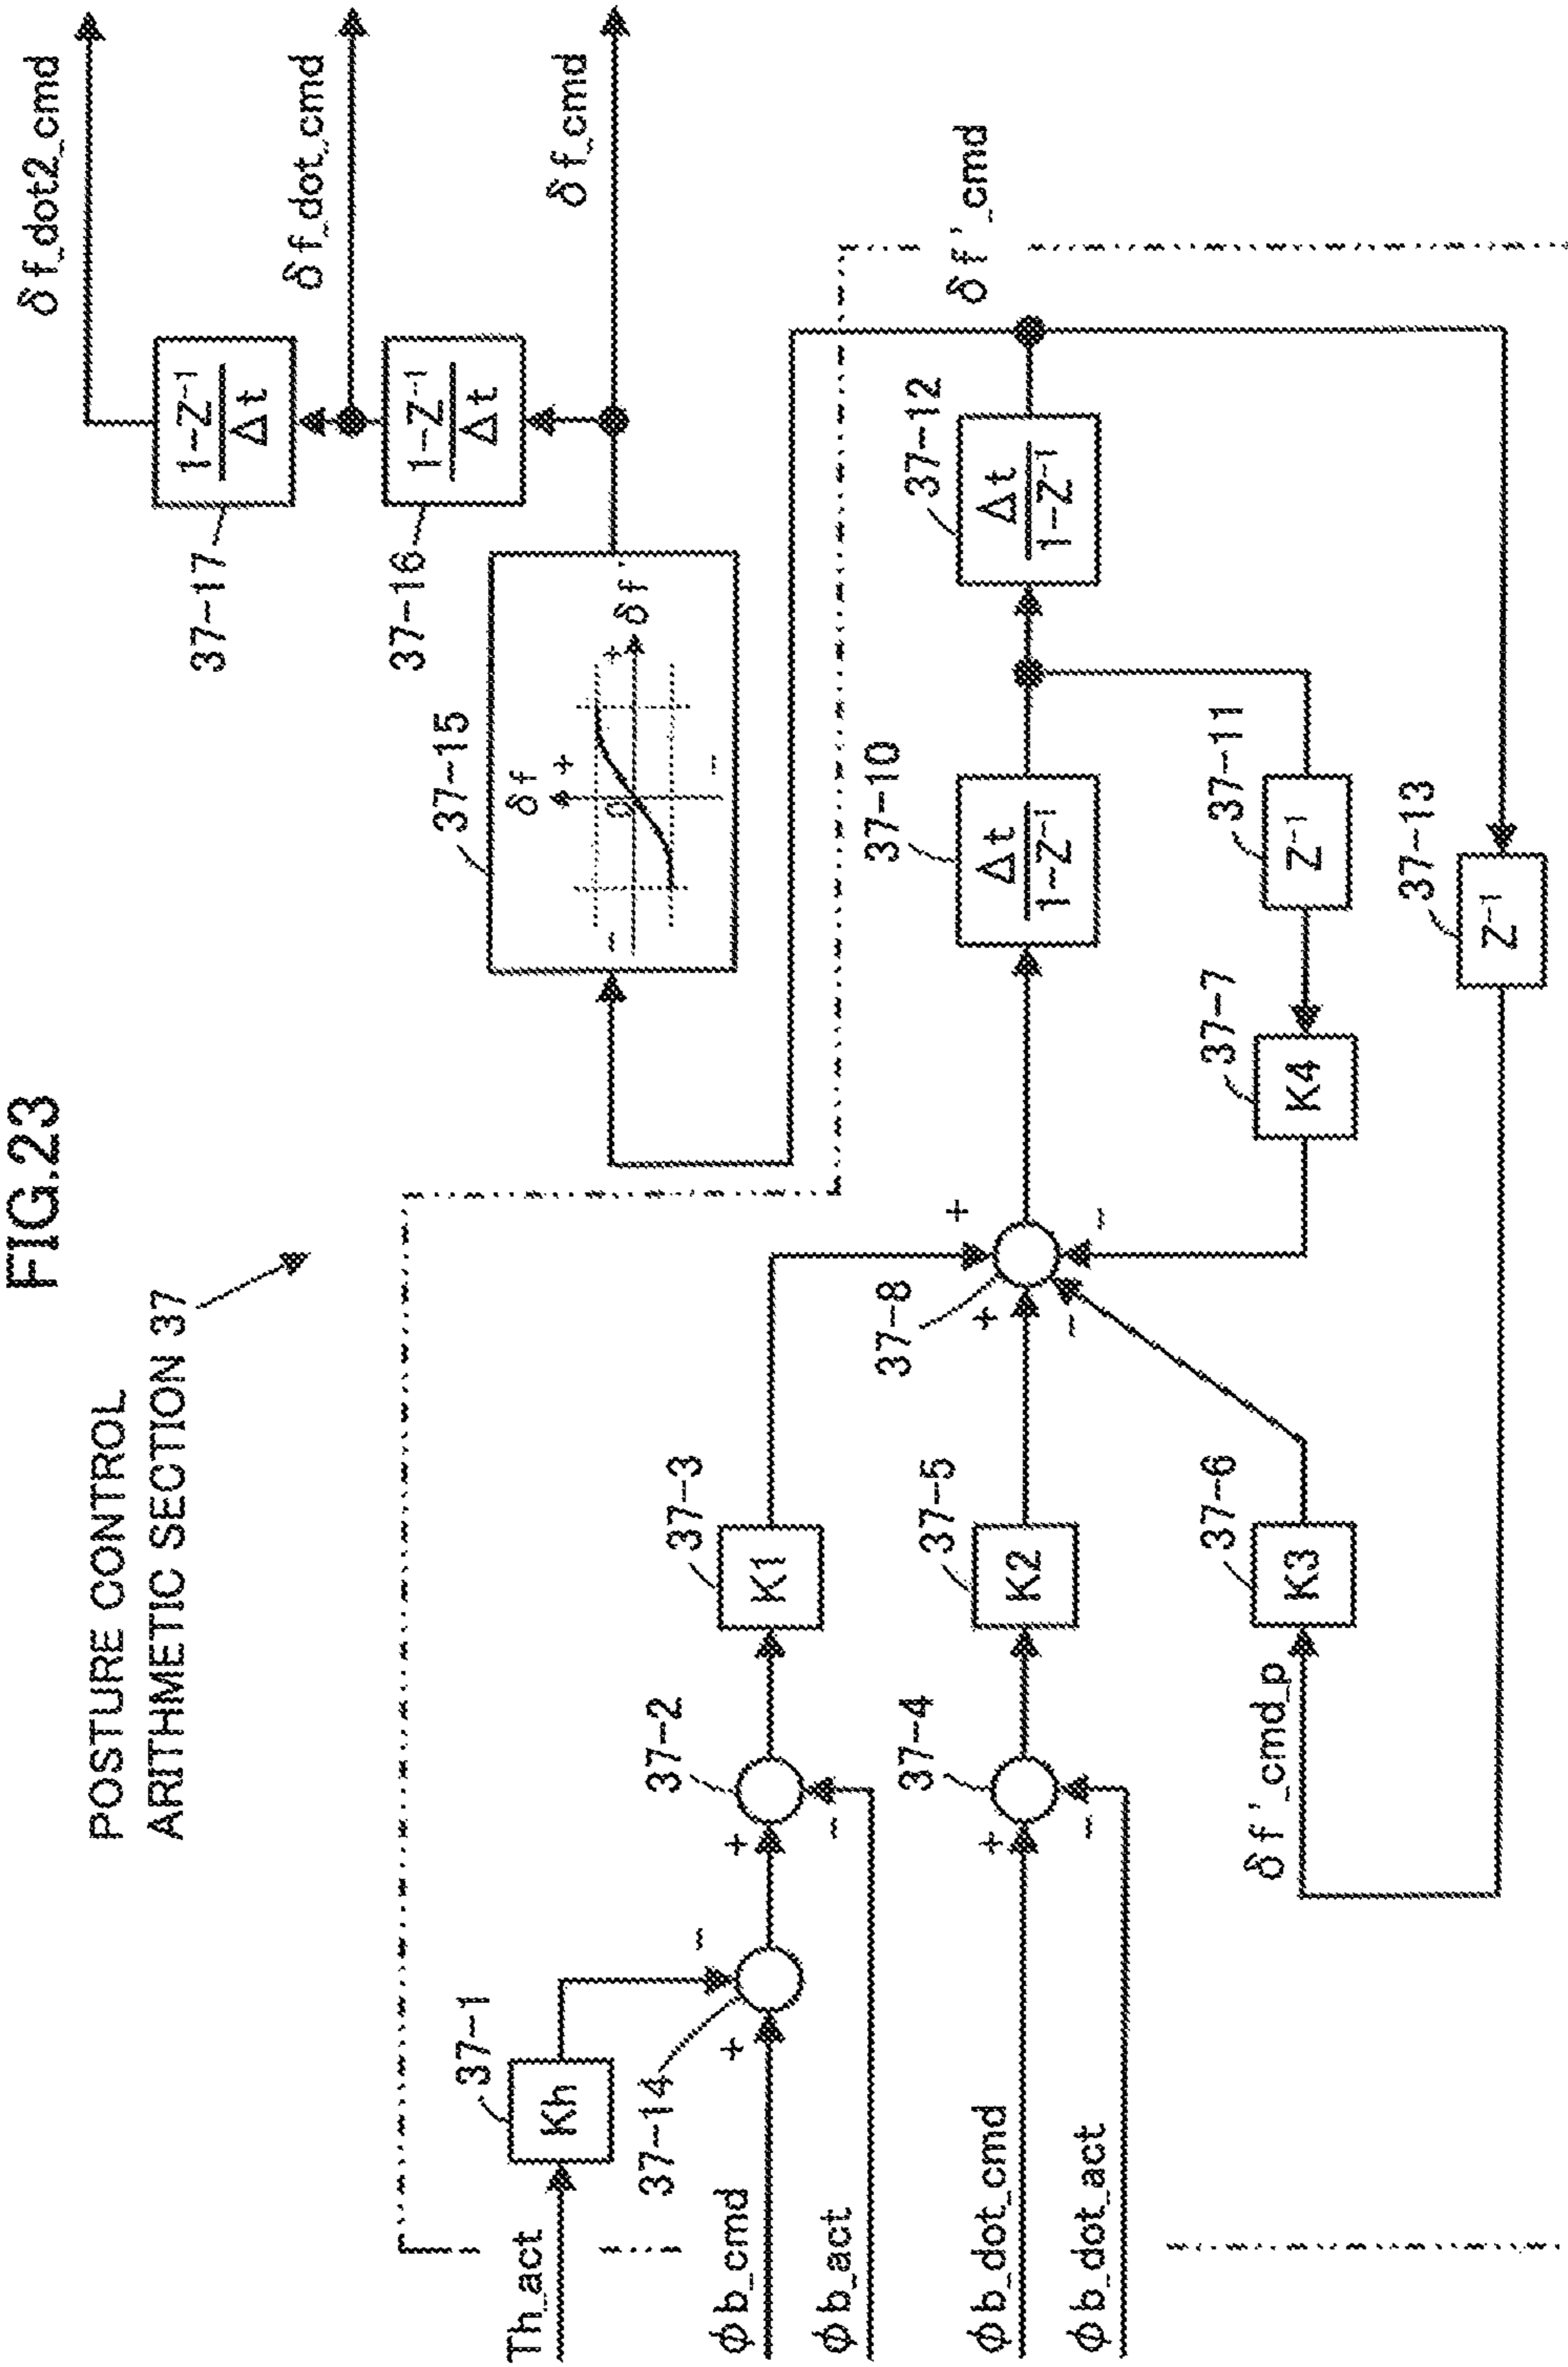 FIG.23
POSTURE CONTROL
ARITHMETIC SECTION 37
δf_dot2_cmd
37-17
1-Z⁻¹
Δt
δf_dot_cmd
37-16
1-Z⁻¹
Δt
δf_cmd
37-15
δf
+
-
0
+
δf'
-
δf'_cmd
Th_act
37-1
Kh
37-14
-
+
φb_cmd
φb_act
37-2
+
-
37-3
K1
φb_dot_cmd
φb_dot_act
37-4
+
-
37-5
K2
37-8
+
+
-
-
37-10
Δt
1-Z⁻¹
37-12
Δt
1-Z⁻¹
δf'_cmd_p
37-6
K3
37-7
K4
37-11
Z⁻¹
37-13
Z⁻¹